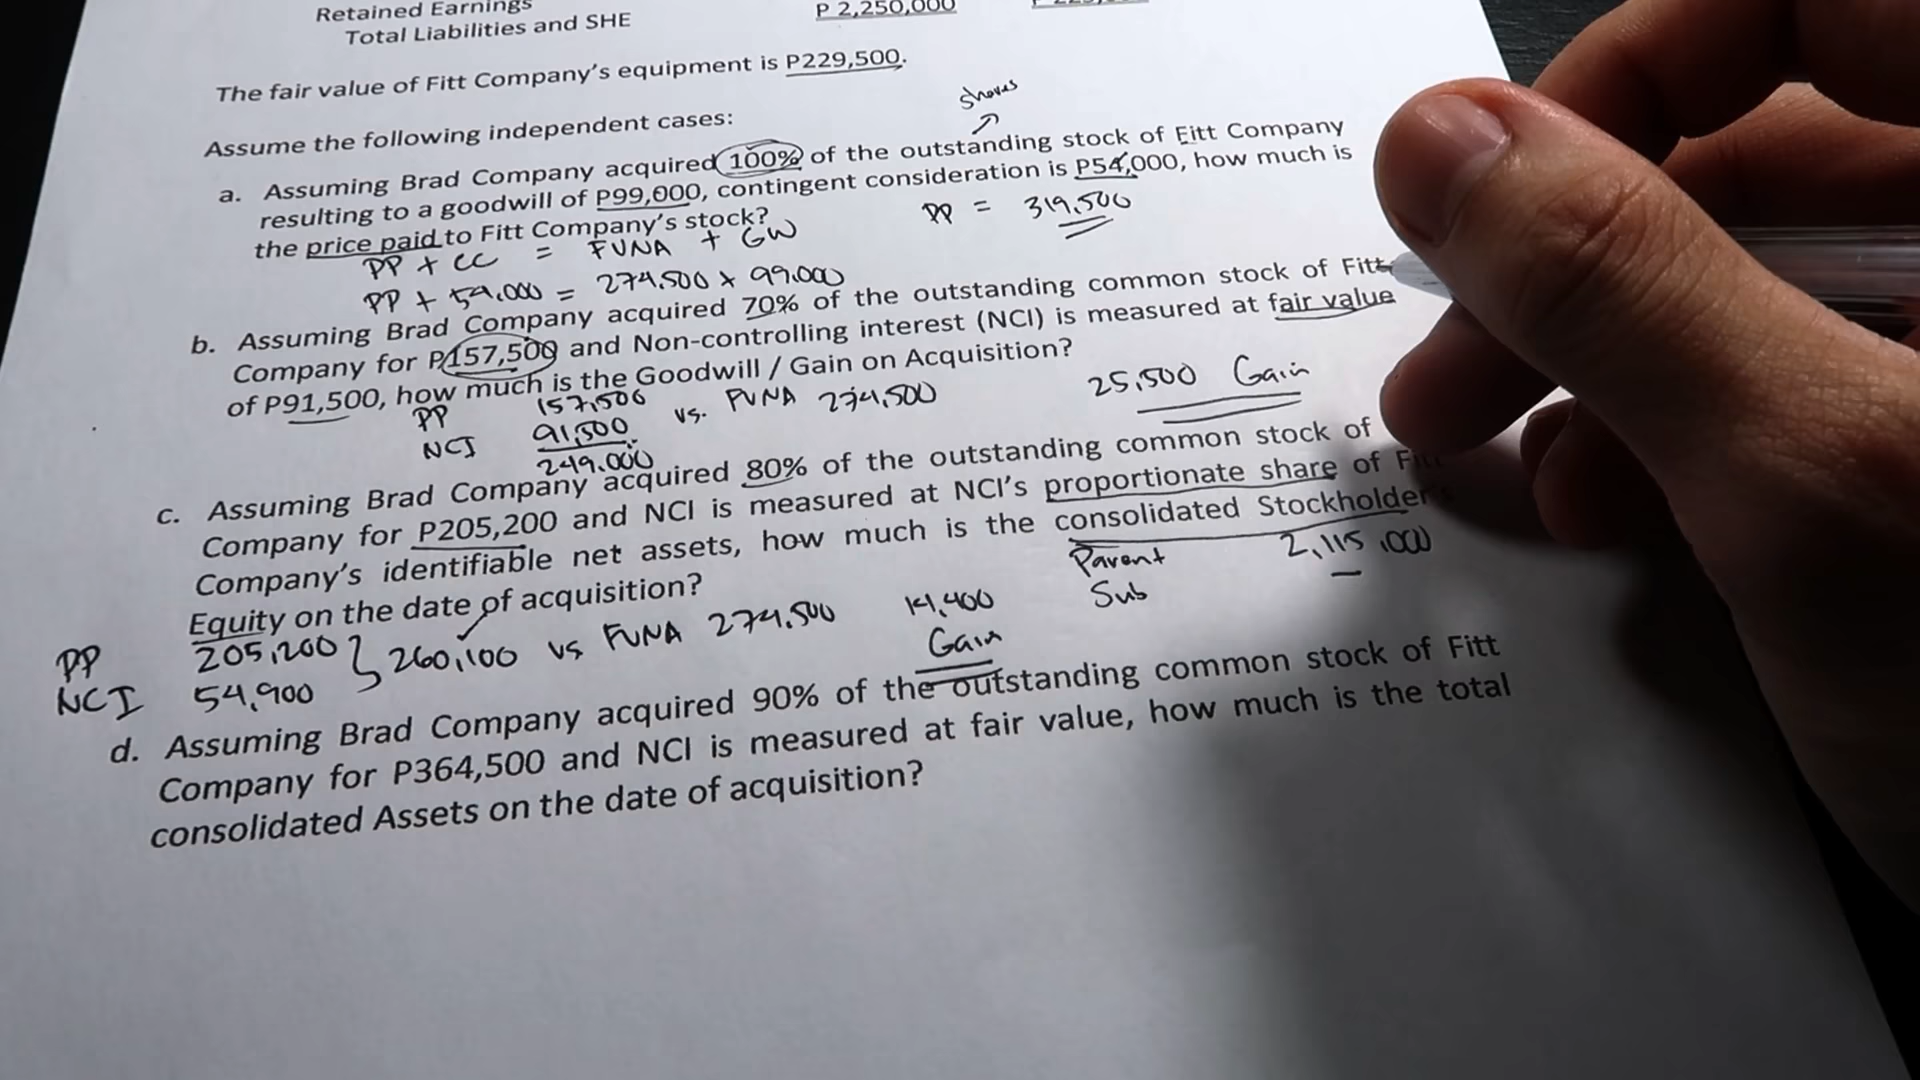 Retained Earnings
Total Liabilities and SHE P 2,250,000
The fair value of Fitt Company's equipment is P229,500.
shares
Assume the following independent cases:
a. Assuming Brad Company acquired 100% of the outstanding stock of Fitt Company
resulting to a goodwill of P99,000, contingent consideration is P54,000, how much is
the price paid to Fitt Company's stock?
PP = 319,500
PP + CC = FVNA + GW
PP + 54,000 = 274,500 + 99,000
b. Assuming Brad Company acquired 70% of the outstanding common stock of Fitt
Company for P157,500 and Non-controlling interest (NCI) is measured at fair value
of P91,500, how much is the Goodwill / Gain on Acquisition?
PP 157,500 vs. FVNA 274,500 25,500 Gain
NCI 91,500
249,000
c. Assuming Brad Company acquired 80% of the outstanding common stock of
Company for P205,200 and NCI is measured at NCI's proportionate share of
Company's identifiable net assets, how much is the consolidated Stockholder
Equity on the date of acquisition?
Parent 2,115,000
Sub
PP 205,200 } 260,100 vs FVNA 274,500 14,400
NCI 54,900 Gain
d. Assuming Brad Company acquired 90% of the outstanding common stock of Fitt
Company for P364,500 and NCI is measured at fair value, how much is the total
consolidated Assets on the date of acquisition?